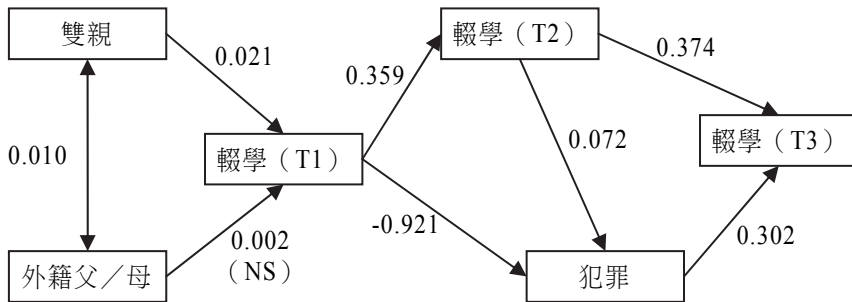 雙親
輟學（T2）
0.021
0.374
0.359
0.010
輟學（T1）
0.072
輟學（T3）
-0.921
0.002
（NS）
0.302
外籍父／母
犯罪